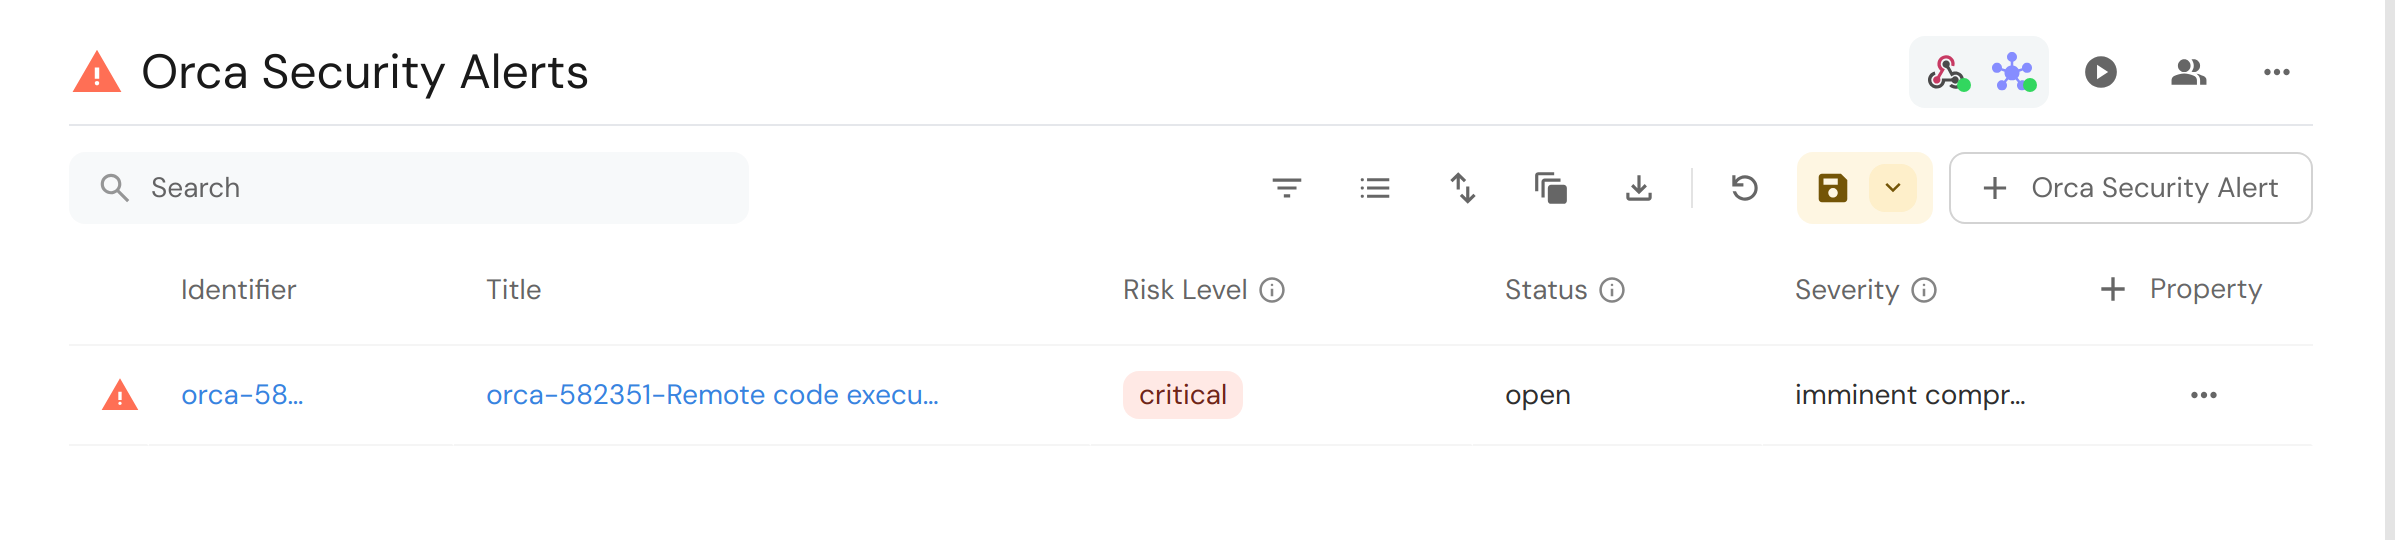 Orca Security Alerts
Search
Orca Security Alert
Identifier Title Risk Level Status Severity Property
orca-58... orca-582351-Remote code execu... critical open imminent compr...